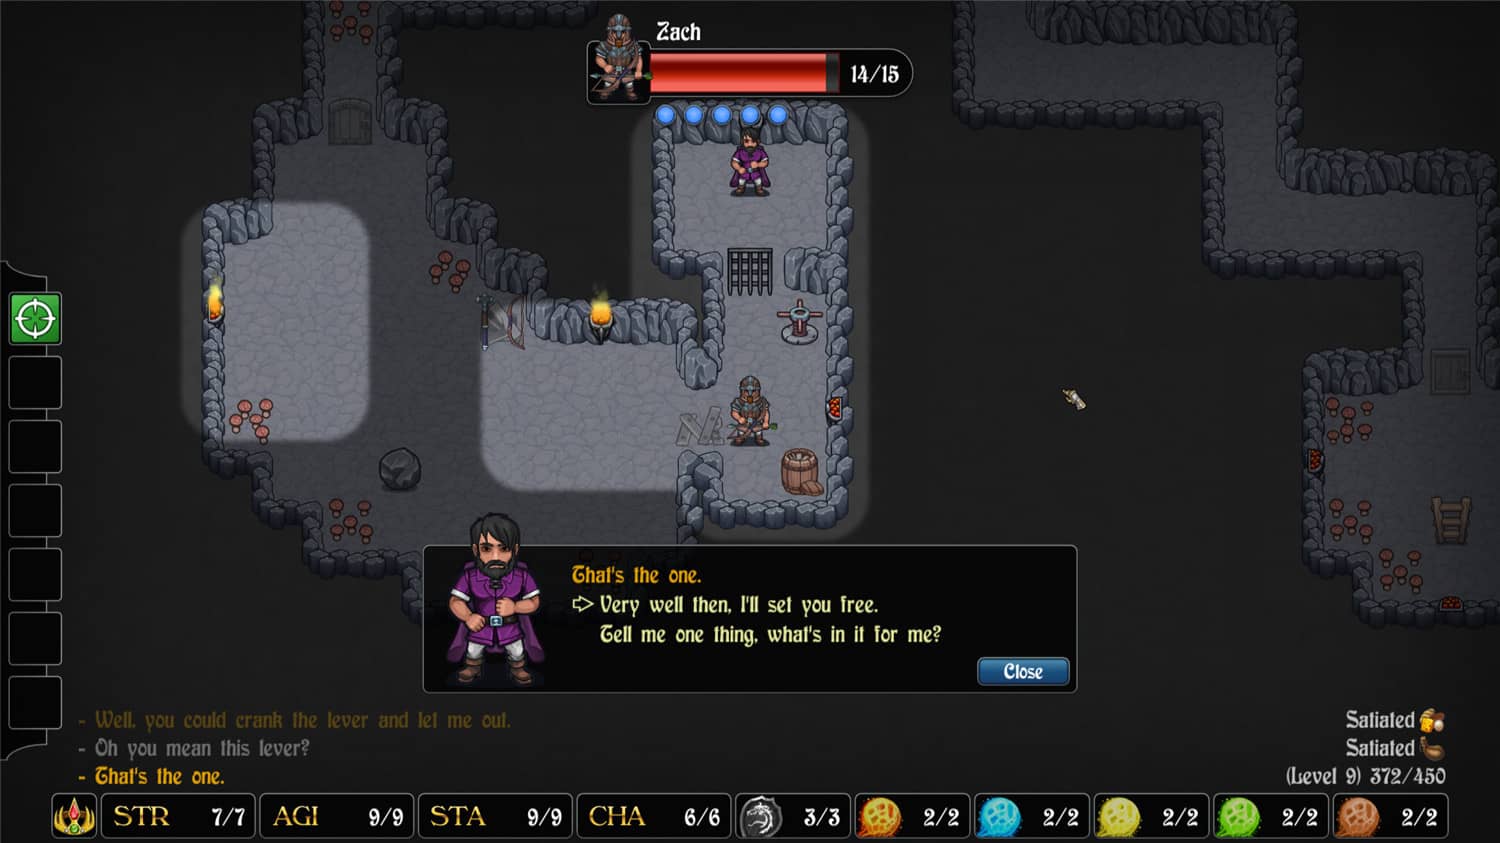 Zach
14/15
That's the one.
Very well then, I'll set you free.
Tell me one thing, what's in it for me?
Close
- Well, you could crank the lever and let me out.
- Oh you mean this lever?
- That's the one.
Satiated
Satiated
(Level 9) 372/450
STR 7/7 AGI 9/9 STA 9/9 CHA 6/6 3/3 2/2 2/2 2/2 2/2 2/2